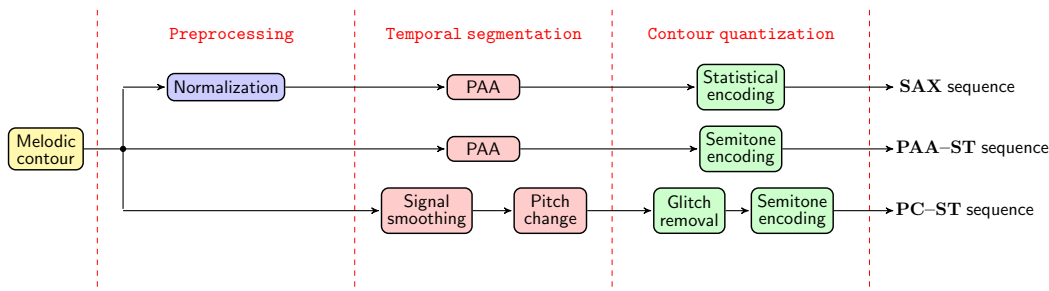 Preprocessing
Temporal segmentation
Contour quantization
Normalization
PAA
Statistical
encoding
SAX sequence
Melodic
contour
PAA
Semitone
encoding
PAA–ST sequence
Signal
smoothing
Pitch
change
Glitch
removal
Semitone
encoding
PC–ST sequence